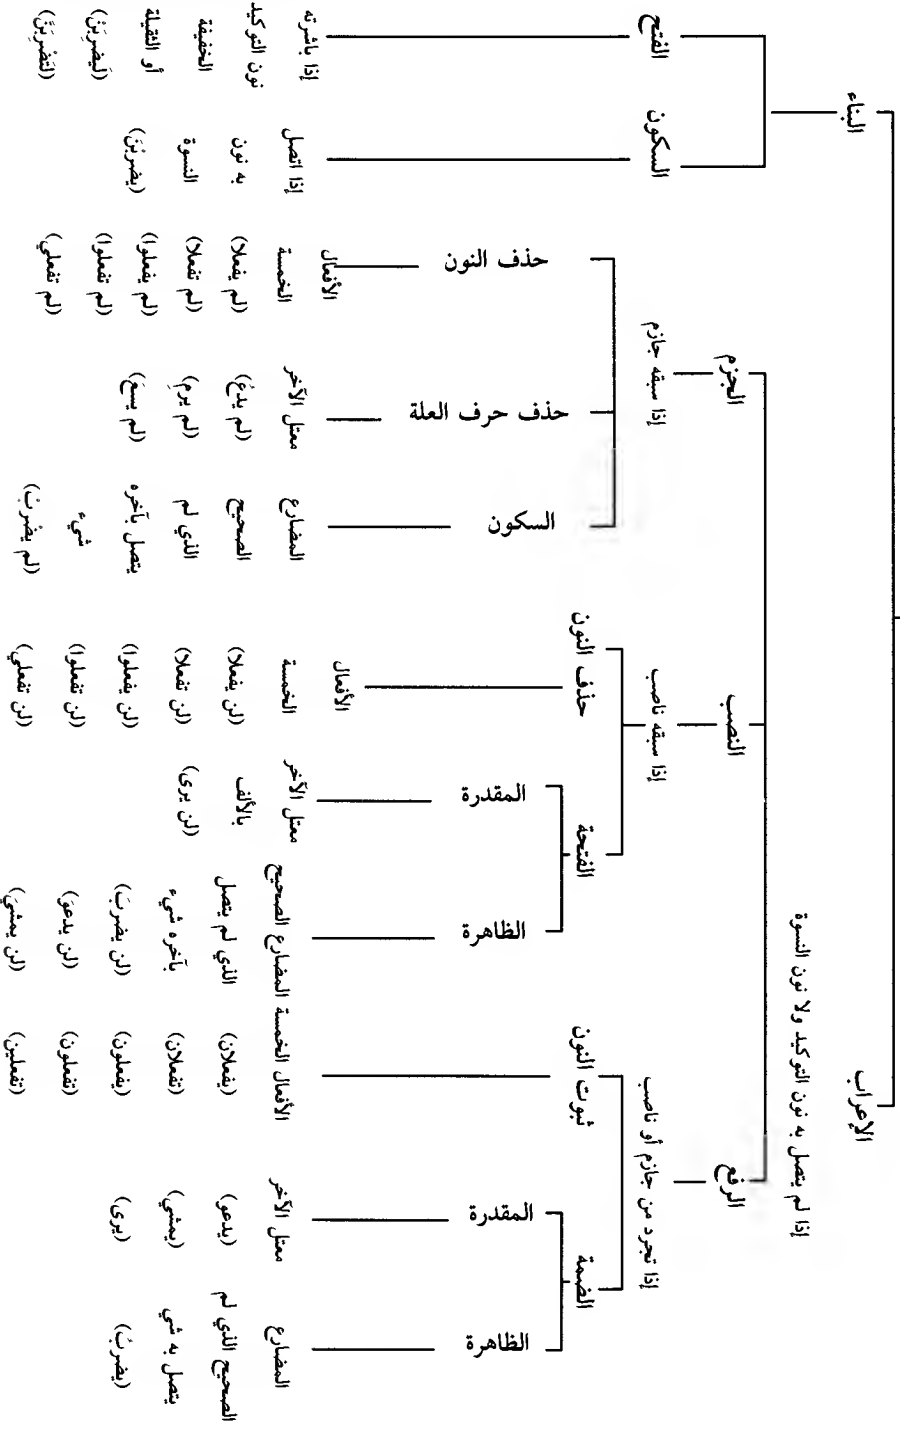 الإعراب
إذا لم يتصل به نون التوكيد ولا نون النسوة
الرفع
إذا تجرد من جازم أو ناصب
الضمة
الظاهرة
المضارع
الصحيح الذي لم
يتصل به شي
(يضربُ)
المقدرة
معتل الآخر
(يدعو)
(يمشي)
(يرى)
ثبوت النون
الأفعال الخمسة
(يفعلان)
(تفعلان)
(يفعلون)
(تفعلون)
(تفعلين)
النصب
إذا سبقه ناصب
الفتحة
الظاهرة
المضارع الصحيح
الذي لم يتصل
بآخره شيء
(لن يضربَ)
(لن يدعوَ)
(لن يمشيَ)
المقدرة
معتل الآخر
بالألف
(لن يرى)
حذف النون
الأفعال
الخمسة
(لن يفعلا)
(لن تفعلا)
(لن يفعلوا)
(لن تفعلوا)
(لن تفعلي)
الجزم
إذا سبقه جازم
السكون
المضارع
الصحيح
الذي لم
يتصل بآخره
شيء
(لم يضربْ)
حذف حرف العلة
معتل الآخر
(لم يدعُ)
(لم يرمِ)
(لم يسعَ)
حذف النون
الأفعال
الخمسة
(لم يفعلا)
(لم تفعلا)
(لم يفعلوا)
(لم تفعلوا)
(لم تفعلي)
البناء
السكون
إذا اتصل
به نون
النسوة
(يضربْنَ)
الفتح
إذا باشرته
نون التوكيد
الخفيفة
أو الثقيلة
(لَيضربَنْ)
(لتَضْرِبَنَّ)